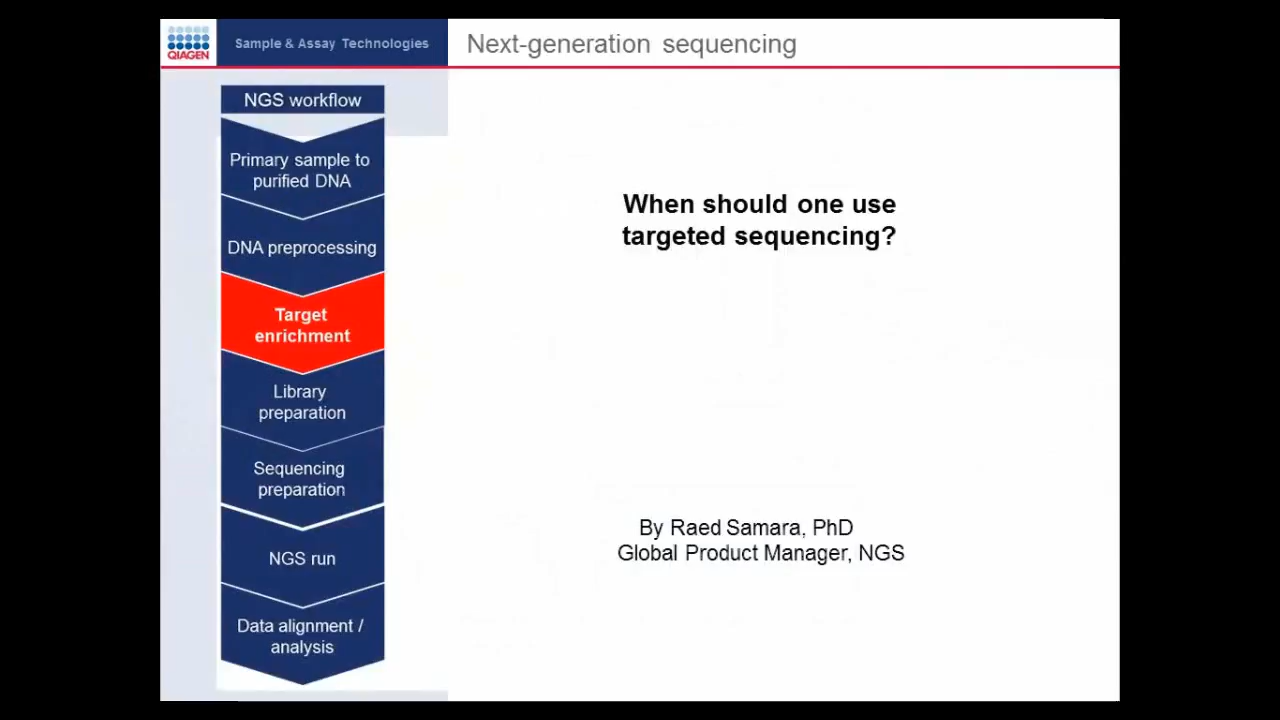 QIAGEN
Sample & Assay Technologies
Next-generation sequencing
NGS workflow
Primary sample to
purified DNA
DNA preprocessing
Target
enrichment
Library
preparation
Sequencing
preparation
NGS run
Data alignment /
analysis
When should one use
targeted sequencing?
By Raed Samara, PhD
Global Product Manager, NGS